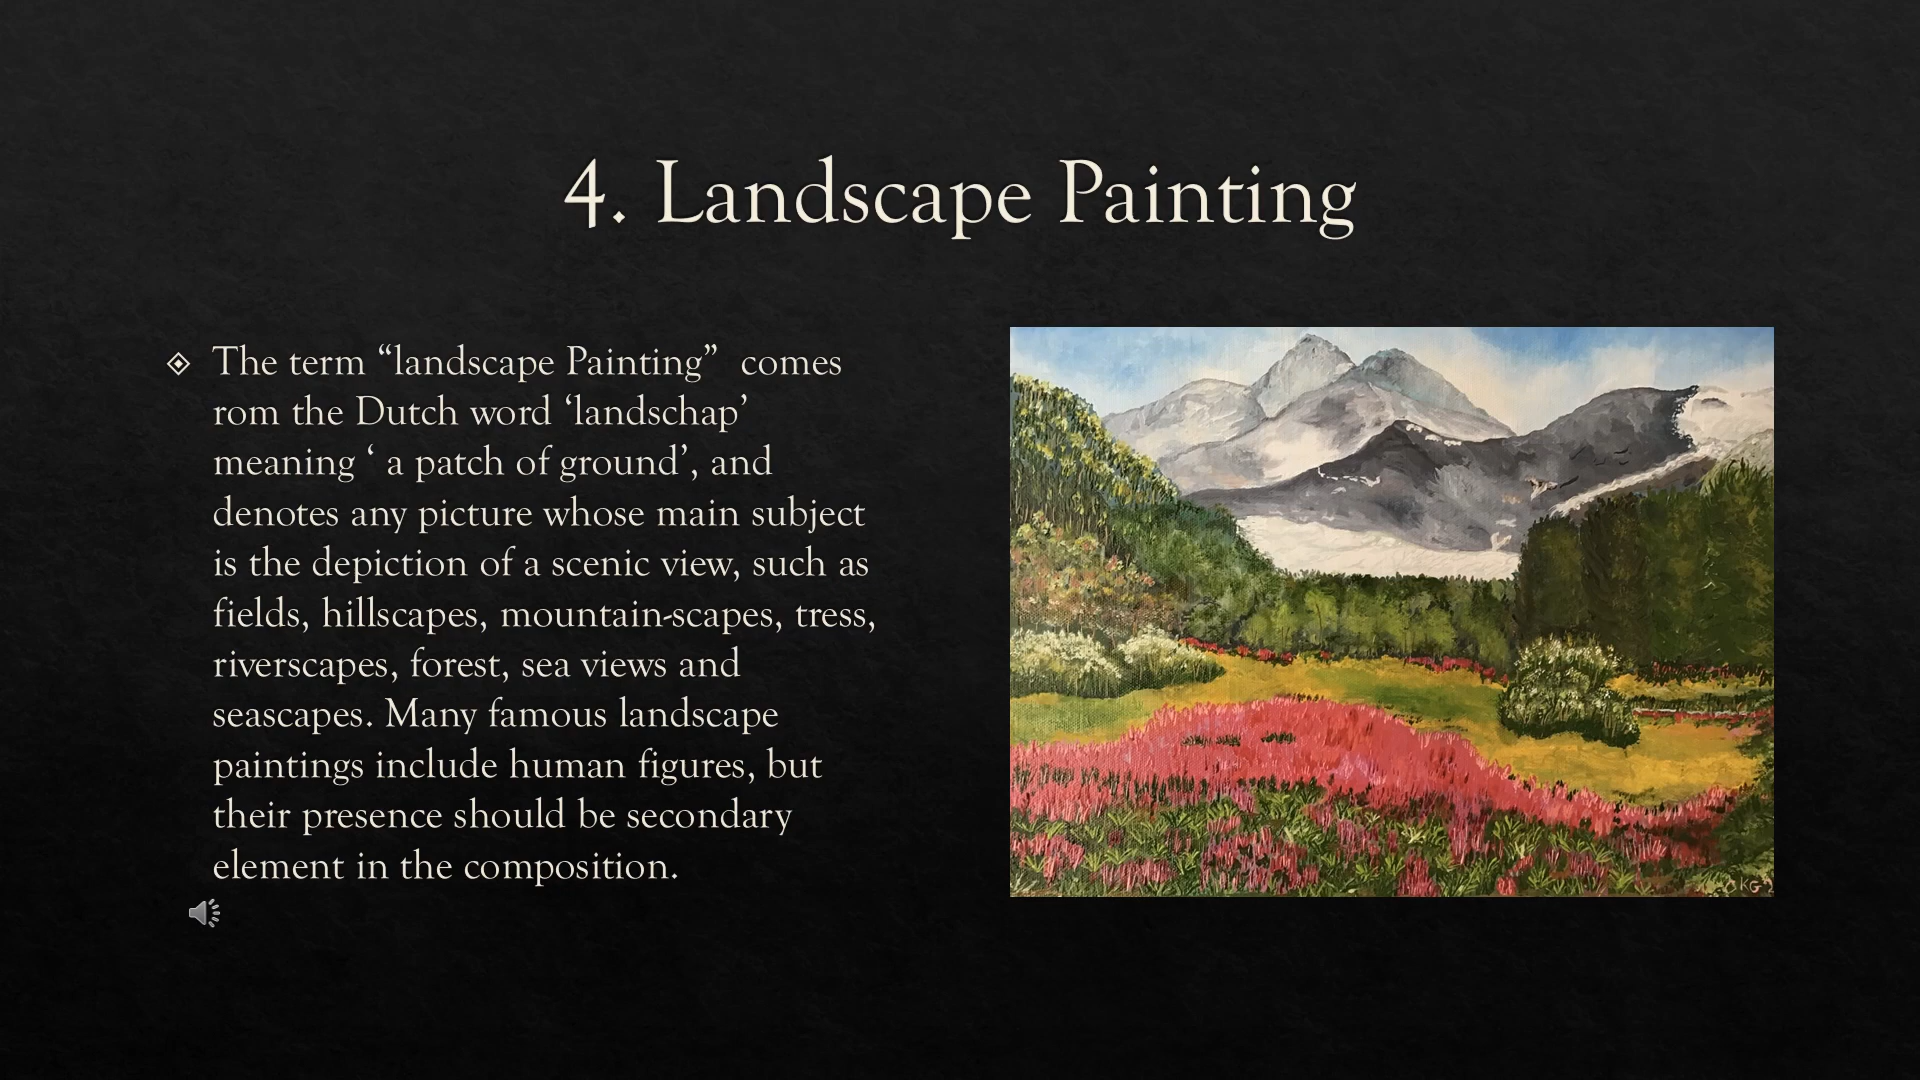 4. Landscape Painting
The term “landscape Painting”  comes
rom the Dutch word ‘landschap’
meaning ‘ a patch of ground’, and
denotes any picture whose main subject
is the depiction of a scenic view, such as
fields, hillscapes, mountain-scapes, tress,
riverscapes, forest, sea views and
seascapes. Many famous landscape
paintings include human figures, but
their presence should be secondary
element in the composition.
KG